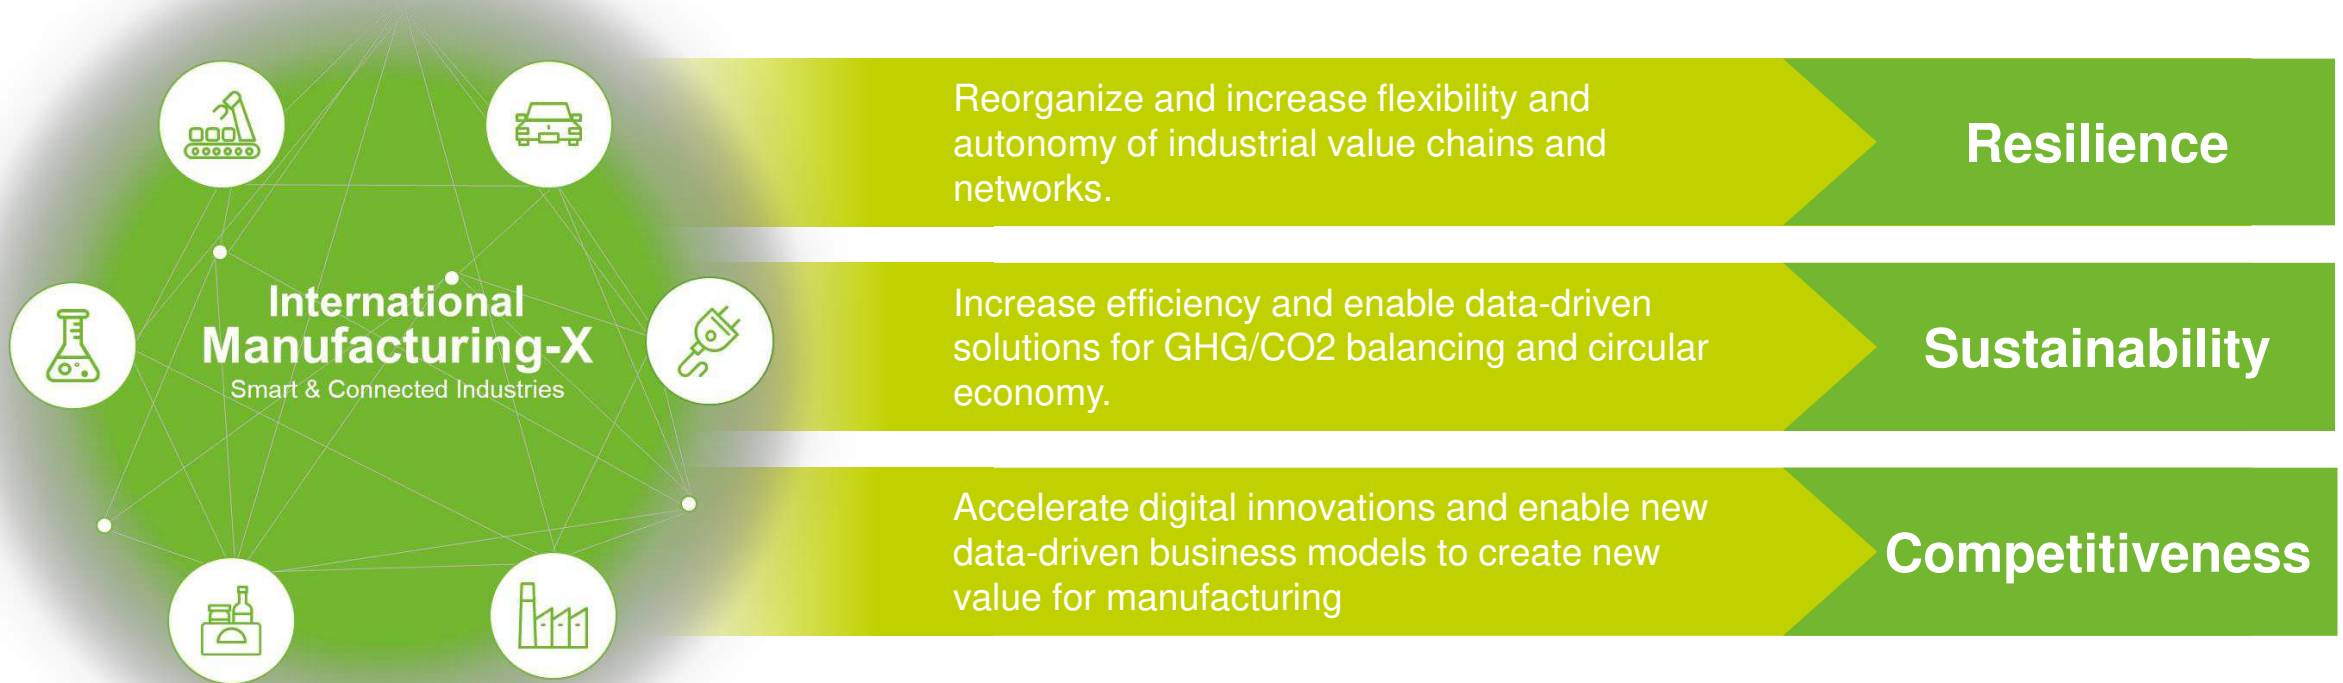 International
Manufacturing-X
Smart & Connected Industries
Reorganize and increase flexibility and
autonomy of industrial value chains and
networks.
Resilience
Increase efficiency and enable data-driven
solutions for GHG/CO2 balancing and circular
economy.
Sustainability
Accelerate digital innovations and enable new
data-driven business models to create new
value for manufacturing
Competitiveness